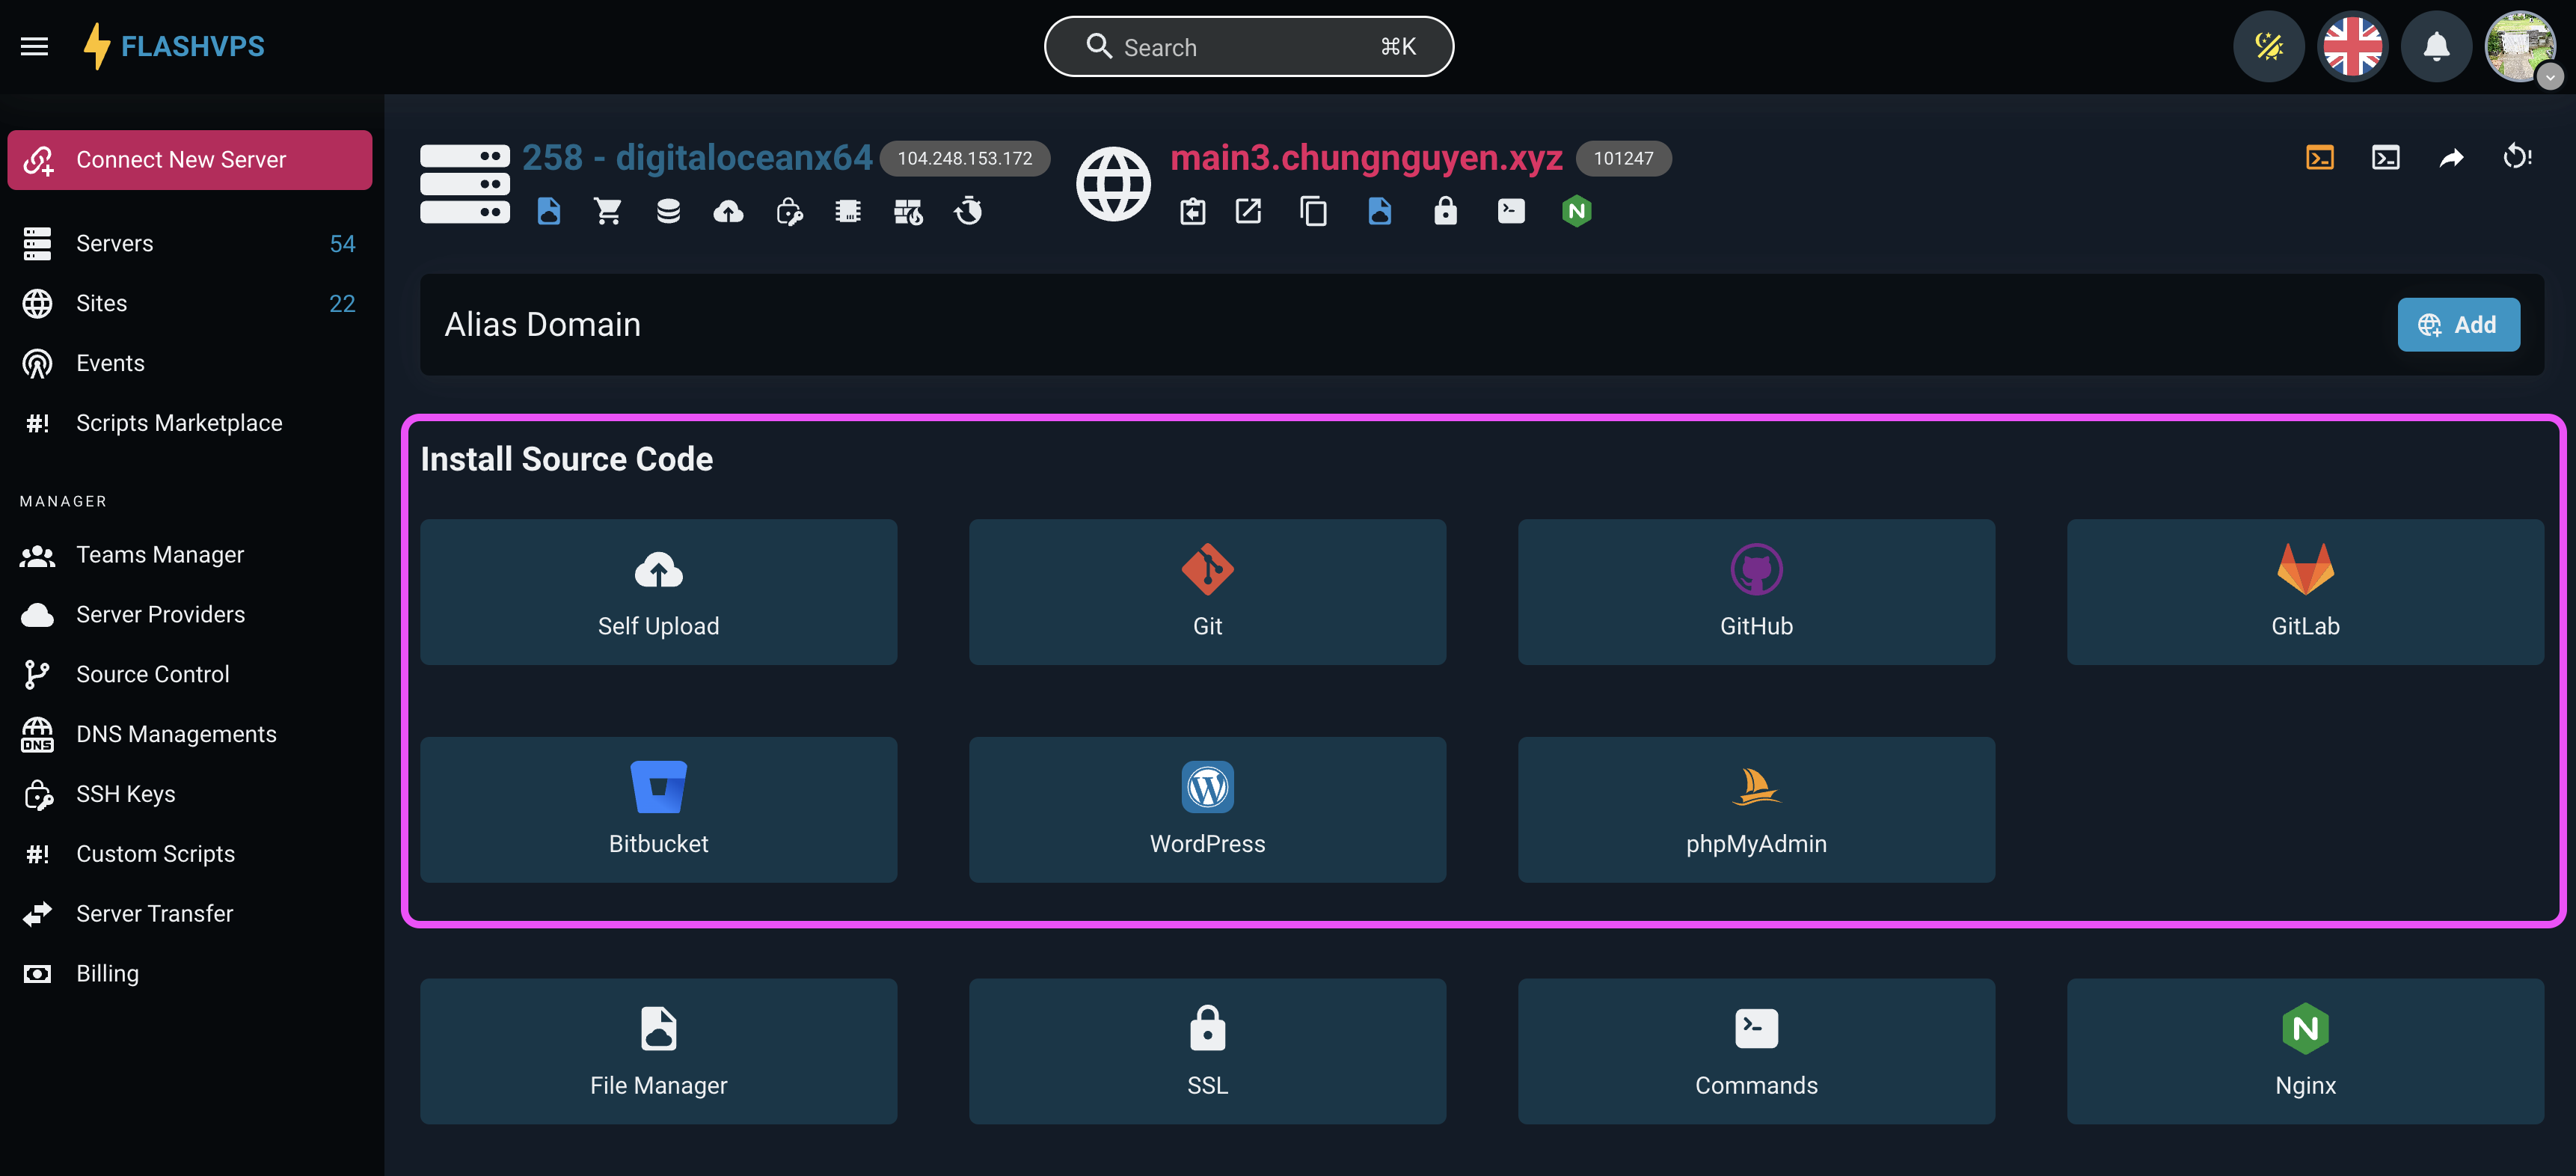 FLASHVPS
Search
⌘K
Connect New Server
Servers 54
Sites 22
Events
#! Scripts Marketplace
MANAGER
Teams Manager
Server Providers
Source Control
DNS DNS Managements
SSH Keys
#! Custom Scripts
Server Transfer
Billing
258 - digitaloceanx64 104.248.153.172
main3.chungnguyen.xyz 101247
Alias Domain
Add
Install Source Code
Self Upload
Git
GitHub
GitLab
Bitbucket
WordPress
phpMyAdmin
File Manager
SSL
Commands
Nginx